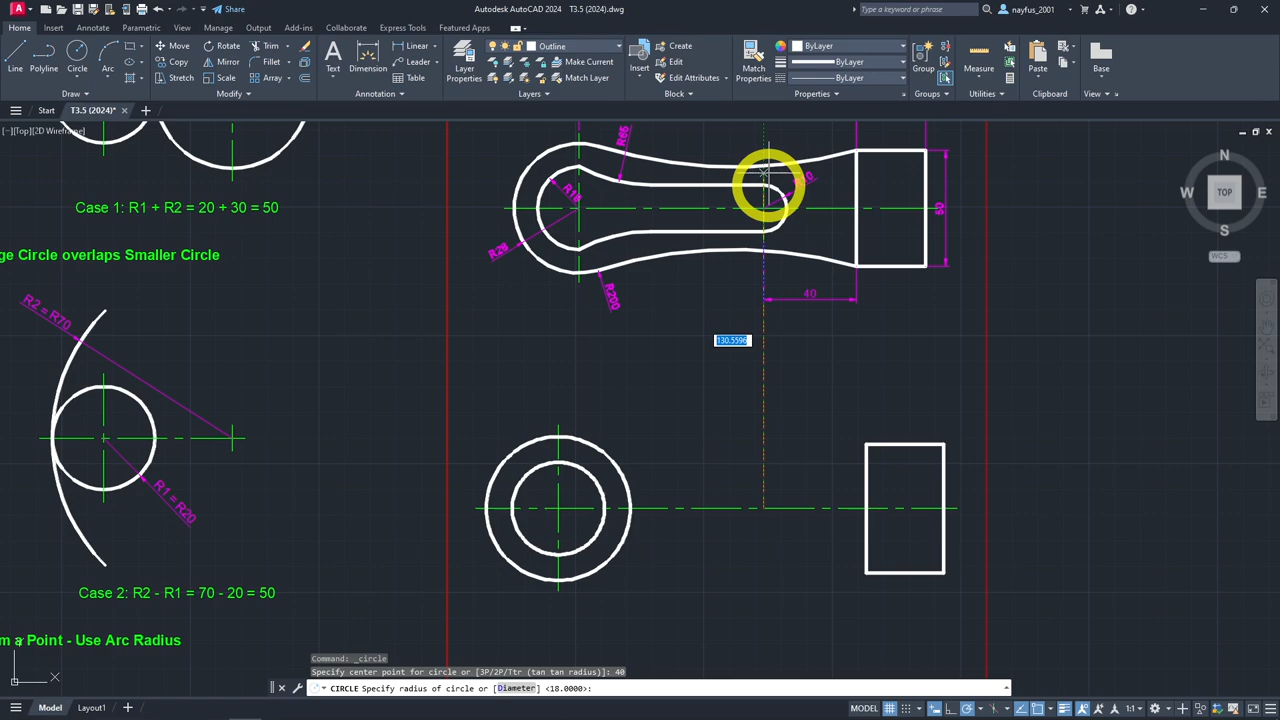 Share
Autodesk AutoCAD 2024 T3.5 (2024).dwg
Type a keyword or phrase
nayfus_2001
Home Insert Annotate Parametric View Manage Output Add-ins Collaborate Express Tools Featured Apps
Line Polyline Circle Arc
Move Rotate Trim
Copy Mirror Fillet
Stretch Scale Array
Text Dimension
Linear
Leader
Table
Layer Properties
Outline
Make Current
Match Layer
Insert
Create
Edit
Edit Attributes
Match Properties
ByLayer
ByLayer
ByLayer
Group
Measure
Paste
Base
Draw Modify Annotation Layers Block Properties Groups Utilities Clipboard View
Start T3.5 (2024)*
[−][Top][2D Wireframe]
N
W TOP E
S
WCS
R65
R18
R28
R200
40
Case 1: R1 + R2 = 20 + 30 = 50
ge Circle overlaps Smaller Circle
R2 = R70
R1 = R20
130.5596
Case 2: R2 - R1 = 70 - 20 = 50
m a Point - Use Arc Radius
Y
X
Command: _circle
Specify center point for circle or [3P/2P/Ttr (tan tan radius)]: 40
CIRCLE Specify radius of circle or [Diameter] <18.0000>:
Model Layout1
MODEL
1:1